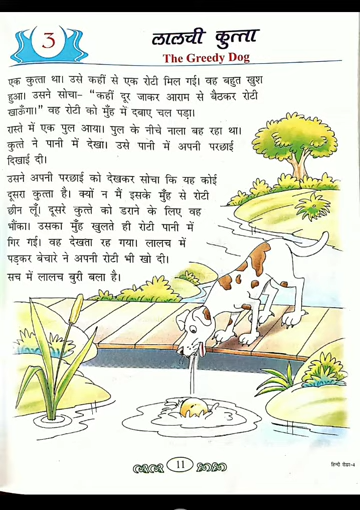 3
लालची कुत्ता
The Greedy Dog
एक कुत्ता था। उसे कहीं से एक रोटी मिल गई। वह बहुत खुश
हुआ। उसने सोचा– “कहीं दूर जाकर आराम से बैठकर रोटी
खाऊँगा।” वह रोटी को मुँह में दबाए चल पड़ा।
रास्ते में एक पुल आया। पुल के नीचे नाला बह रहा था।
कुत्ते ने पानी में देखा। उसे पानी में अपनी परछाई
दिखाई दी।
उसने अपनी परछाई को देखकर सोचा कि यह कोई
दूसरा कुत्ता है। क्यों न मैं इसके मुँह से रोटी
छीन लूँ। दूसरे कुत्ते को डराने के लिए वह
भौंका। उसका मुँह खुलते ही रोटी पानी में
गिर गई। वह देखता रह गया। लालच में
पड़कर बेचारे ने अपनी रोटी भी खो दी।
सच में लालच बुरी बला है।
11
हिन्दी रीडर-4